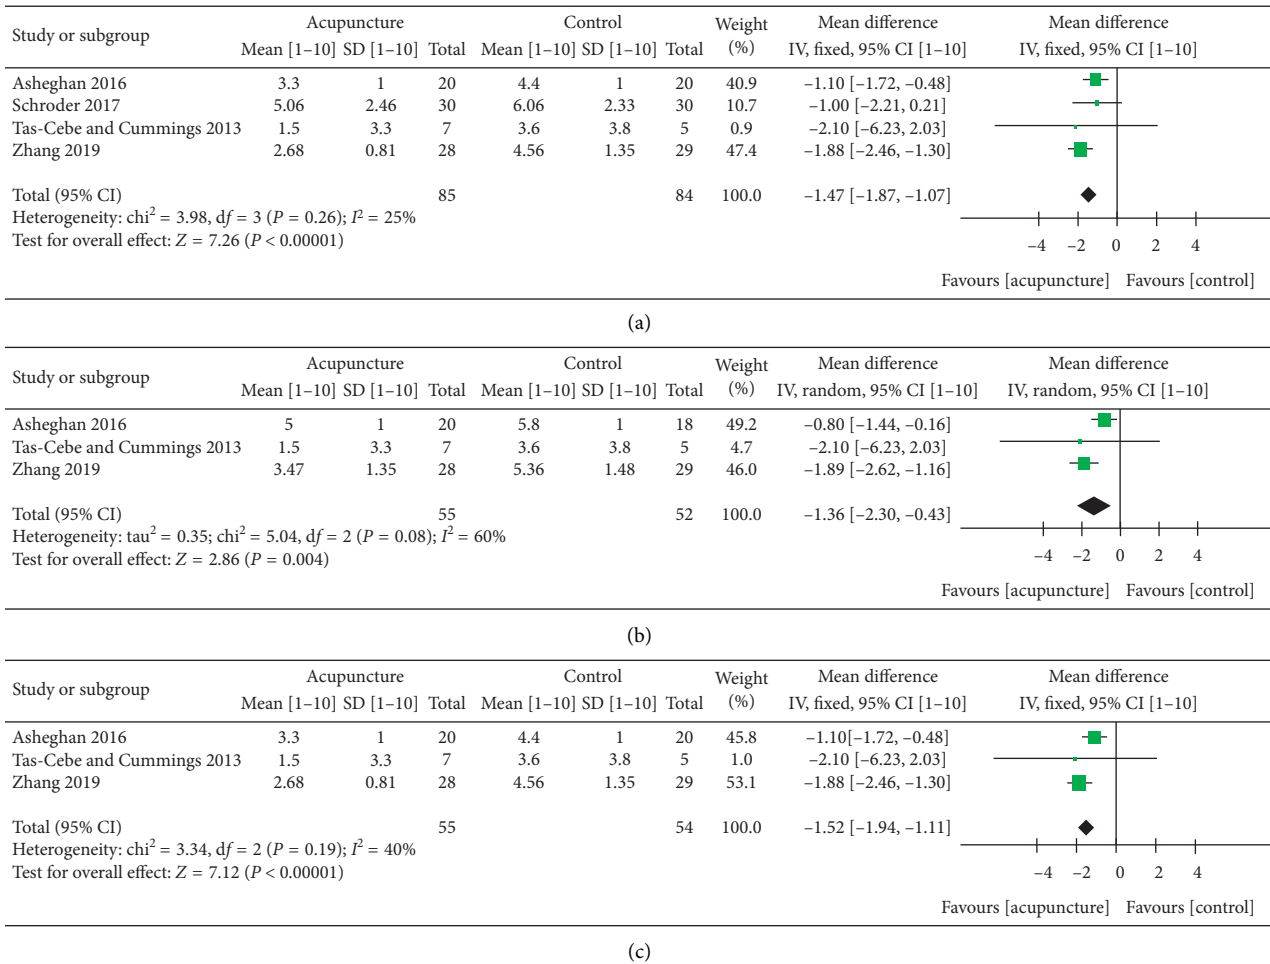 Study or subgroup Acupuncture Control Weight (%) Mean difference Mean difference
Mean [1–10] SD [1–10] Total Mean [1–10] SD [1–10] Total IV, fixed, 95% CI [1–10] IV, fixed, 95% CI [1–10]
Asheghan 2016 3.3 1 20 4.4 1 20 40.9 –1.10 [–1.72, –0.48]
Schroder 2017 5.06 2.46 30 6.06 2.33 30 10.7 –1.00 [–2.21, 0.21]
Tas-Cebe and Cummings 2013 1.5 3.3 7 3.6 3.8 5 0.9 –2.10 [–6.23, 2.03]
Zhang 2019 2.68 0.81 28 4.56 1.35 29 47.4 –1.88 [–2.46, –1.30]
Total (95% CI) 85 84 100.0 –1.47 [–1.87, –1.07]
Heterogeneity: chi² = 3.98, df = 3 (P = 0.26); I² = 25%
Test for overall effect: Z = 7.26 (P < 0.00001)
–4 –2 0 2 4
Favours [acupuncture] Favours [control]
(a)
Study or subgroup Acupuncture Control Weight (%) Mean difference Mean difference
Mean [1–10] SD [1–10] Total Mean [1–10] SD [1–10] Total IV, random, 95% CI [1–10] IV, random, 95% CI [1–10]
Asheghan 2016 5 1 20 5.8 1 18 49.2 –0.80 [–1.44, –0.16]
Tas-Cebe and Cummings 2013 1.5 3.3 7 3.6 3.8 5 4.7 –2.10 [–6.23, 2.03]
Zhang 2019 3.47 1.35 28 5.36 1.48 29 46.0 –1.89 [–2.62, –1.16]
Total (95% CI) 55 52 100.0 –1.36 [–2.30, –0.43]
Heterogeneity: tau² = 0.35; chi² = 5.04, df = 2 (P = 0.08); I² = 60%
Test for overall effect: Z = 2.86 (P = 0.004)
–4 –2 0 2 4
Favours [acupuncture] Favours [control]
(b)
Study or subgroup Acupuncture Control Weight (%) Mean difference Mean difference
Mean [1–10] SD [1–10] Total Mean [1–10] SD [1–10] Total IV, fixed, 95% CI [1–10] IV, fixed, 95% CI [1–10]
Asheghan 2016 3.3 1 20 4.4 1 20 45.8 –1.10[–1.72, –0.48]
Tas-Cebe and Cummings 2013 1.5 3.3 7 3.6 3.8 5 1.0 –2.10 [–6.23, 2.03]
Zhang 2019 2.68 0.81 28 4.56 1.35 29 53.1 –1.88 [–2.46, –1.30]
Total (95% CI) 55 54 100.0 –1.52 [–1.94, –1.11]
Heterogeneity: chi² = 3.34, df = 2 (P = 0.19); I² = 40%
Test for overall effect: Z = 7.12 (P < 0.00001)
–4 –2 0 2 4
Favours [acupuncture] Favours [control]
(c)